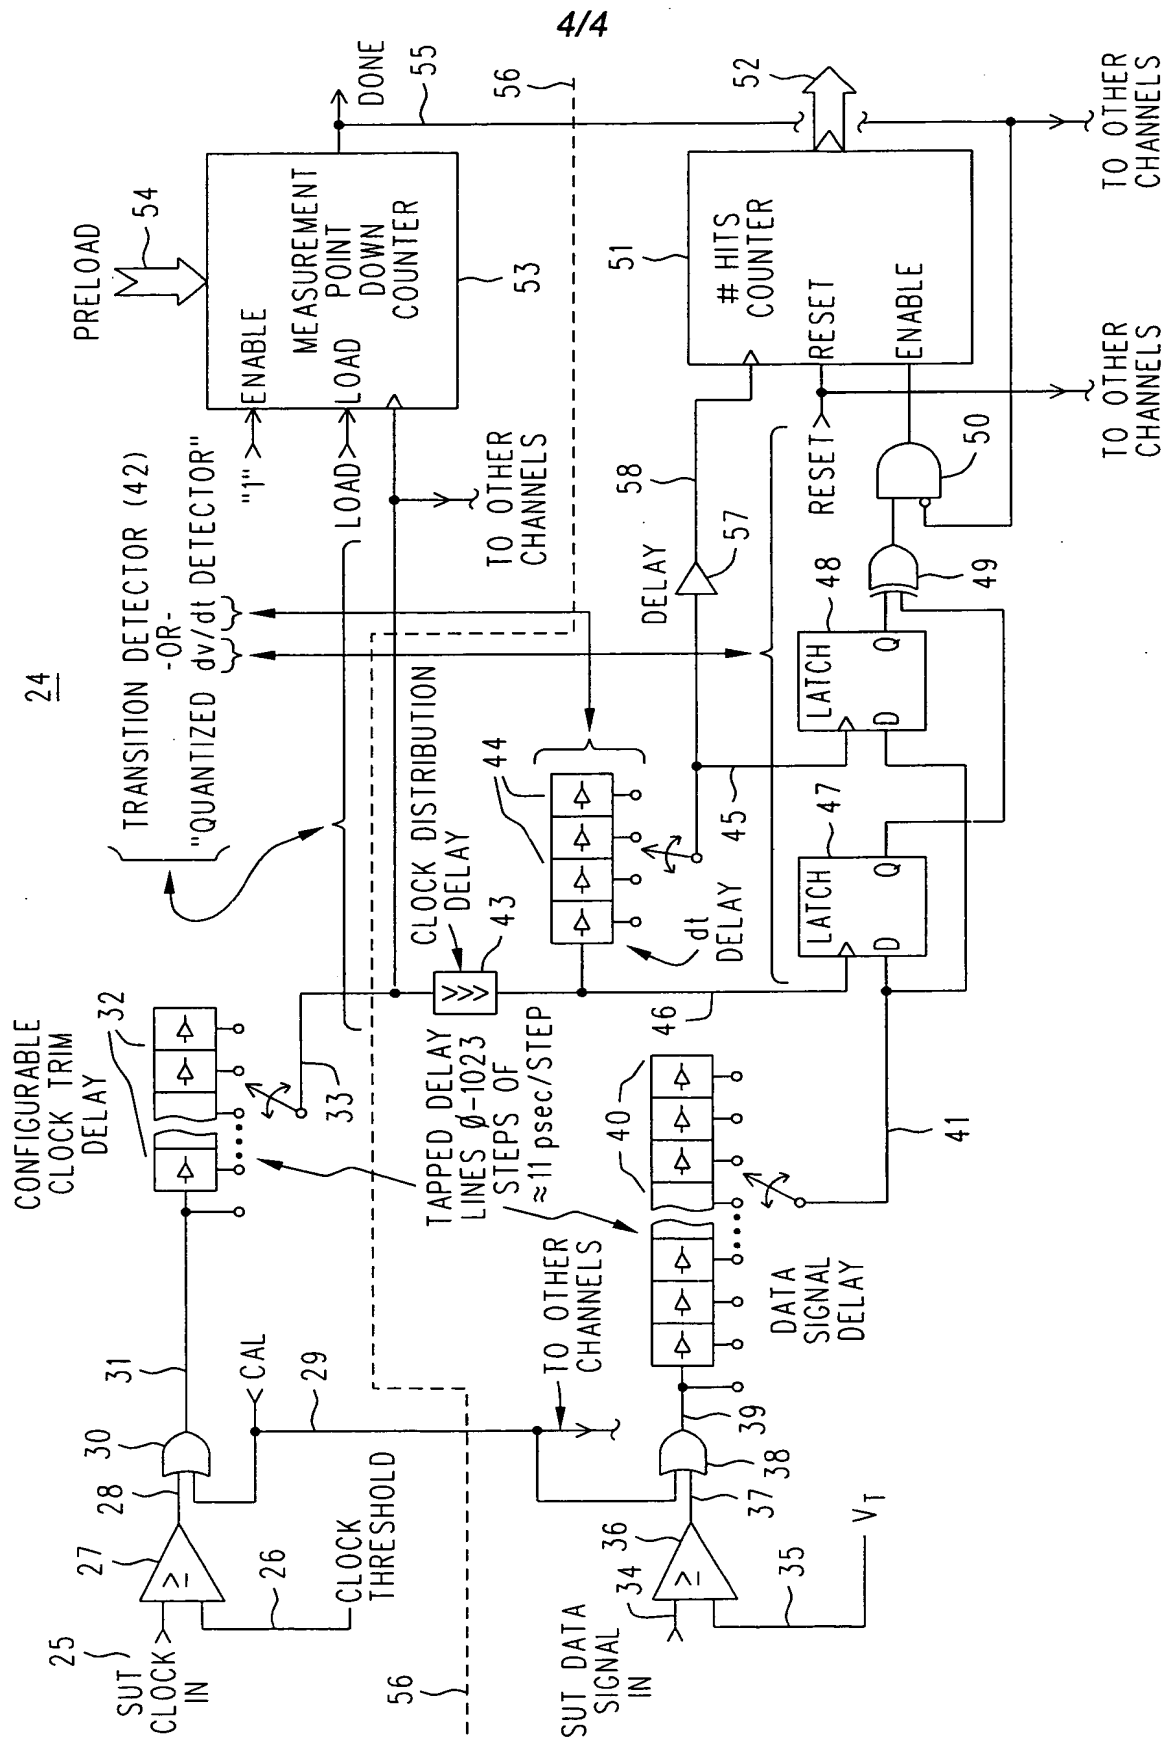 4/4
24
TRANSITION DETECTOR (42)
-OR-
"QUANTIZED dv/dt DETECTOR"
CONFIGURABLE
CLOCK TRIM
DELAY
32
33
31
30
28
27
25
SUT
CLOCK
IN
26
CLOCK
THRESHOLD
CAL
29
56
TO OTHER
CHANNELS
TAPPED DELAY
LINES Ø-1023
STEPS OF
≈11 psec/STEP
CLOCK DISTRIBUTION
DELAY
43
44
dt
DELAY
45
46
"1"
ENABLE
LOAD
LOAD
MEASUREMENT
POINT
DOWN
COUNTER
53
PRELOAD
54
DONE
55
56
TO OTHER
CHANNELS
SUT DATA
SIGNAL
IN
34
35
VT
36
37
38
39
40
DATA
SIGNAL
DELAY
41
LATCH
D
Q
47
LATCH
D
Q
48
49
50
DELAY
57
58
RESET
RESET
ENABLE
# HITS
COUNTER
51
52
TO OTHER
CHANNELS
TO OTHER
CHANNELS